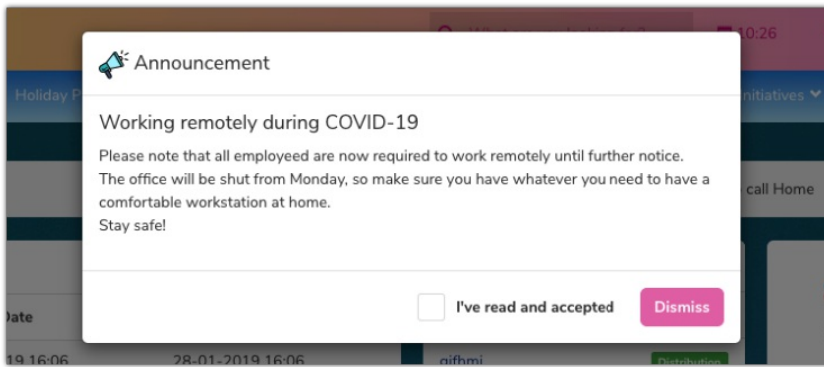 10:26
Announcement
Holiday P
nitiatives
Working remotely during COVID-19
Please note that all employeed are now required to work remotely until further notice.
The office will be shut from Monday, so make sure you have whatever you need to have a
comfortable workstation at home.
Stay safe!
call Home
I've read and accepted
Dismiss
Date
19 16:06
28-01-2019 16:06
gifhmi
Distribution